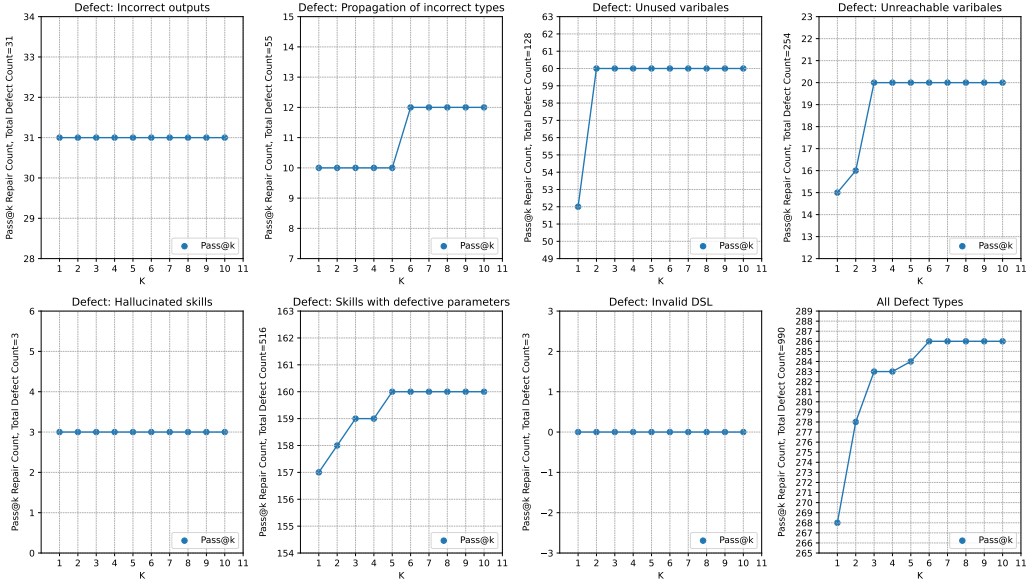 Defect: Incorrect outputs
Pass@k Repair Count, Total Defect Count=31
34
33
32
31
30
29
28
1 2 3 4 5 6 7 8 9 10 11
K
Pass@k
Defect: Propagation of incorrect types
Pass@k Repair Count, Total Defect Count=55
15
14
13
12
11
10
9
8
7
1 2 3 4 5 6 7 8 9 10 11
K
Pass@k
Defect: Unused varibales
Pass@k Repair Count, Total Defect Count=128
63
62
61
60
59
58
57
56
55
54
53
52
51
50
49
1 2 3 4 5 6 7 8 9 10 11
K
Pass@k
Defect: Unreachable varibales
Pass@k Repair Count, Total Defect Count=254
23
22
21
20
19
18
17
16
15
14
13
12
1 2 3 4 5 6 7 8 9 10 11
K
Pass@k
Defect: Hallucinated skills
Pass@k Repair Count, Total Defect Count=3
6
5
4
3
2
1
0
1 2 3 4 5 6 7 8 9 10 11
K
Pass@k
Defect: Skills with defective parameters
Pass@k Repair Count, Total Defect Count=516
163
162
161
160
159
158
157
156
155
154
1 2 3 4 5 6 7 8 9 10 11
K
Pass@k
Defect: Invalid DSL
Pass@k Repair Count, Total Defect Count=3
3
2
1
0
−1
−2
−3
1 2 3 4 5 6 7 8 9 10 11
K
Pass@k
All Defect Types
Pass@k Repair Count, Total Defect Count=990
289
288
287
286
285
284
283
282
281
280
279
278
277
276
275
274
273
272
271
270
269
268
267
266
265
1 2 3 4 5 6 7 8 9 10 11
K
Pass@k